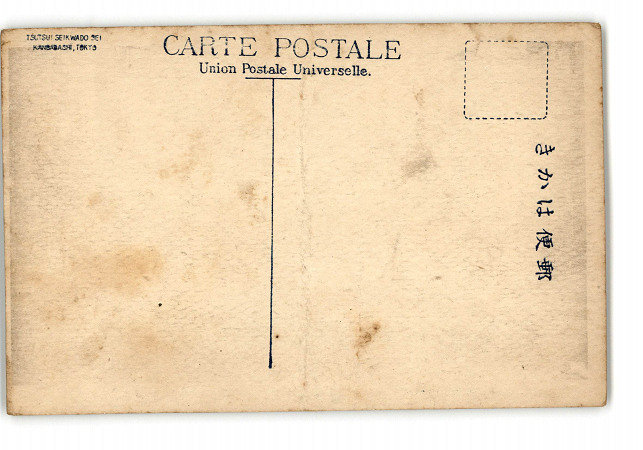 TSUTSUI SEIKWADO SEI
KANDABASHI, TOKYO
CARTE POSTALE
Union Postale Universelle.
きかは便郵